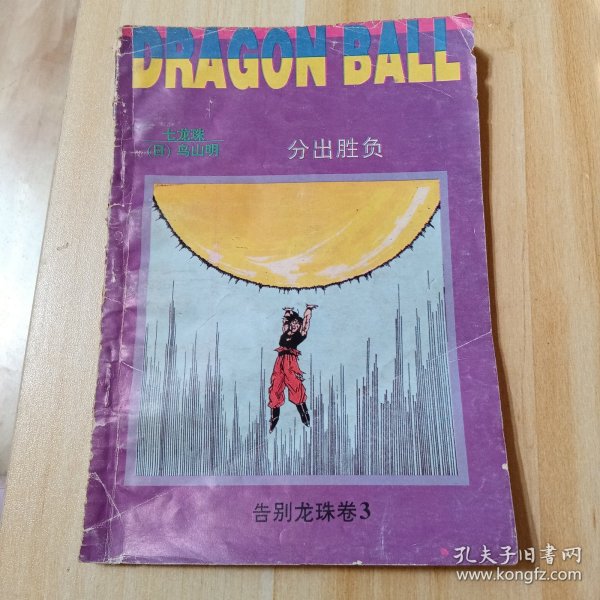 DRAGON BALL
七龙珠
(日) 鸟山明
分出胜负
告别龙珠卷3
孔夫子旧书网
www.kongfz.com